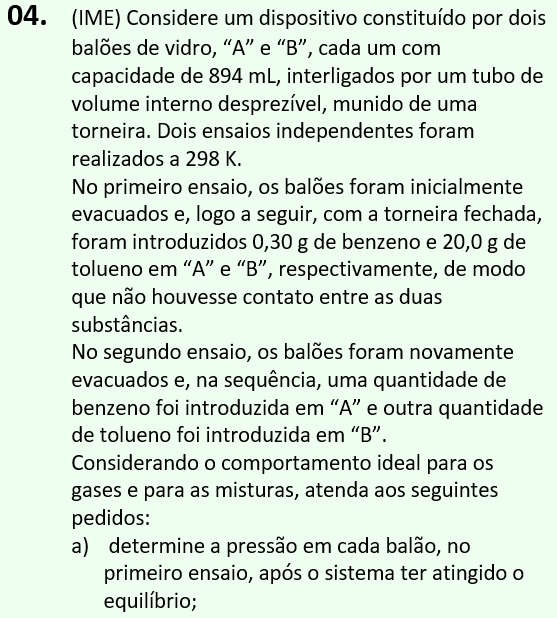 04. (IME) Considere um dispositivo constituído por dois
balões de vidro, “A” e “B”, cada um com
capacidade de 894 mL, interligados por um tubo de
volume interno desprezível, munido de uma
torneira. Dois ensaios independentes foram
realizados a 298 K.
No primeiro ensaio, os balões foram inicialmente
evacuados e, logo a seguir, com a torneira fechada,
foram introduzidos 0,30 g de benzeno e 20,0 g de
tolueno em “A” e “B”, respectivamente, de modo
que não houvesse contato entre as duas
substâncias.
No segundo ensaio, os balões foram novamente
evacuados e, na sequência, uma quantidade de
benzeno foi introduzida em “A” e outra quantidade
de tolueno foi introduzida em “B”.
Considerando o comportamento ideal para os
gases e para as misturas, atenda aos seguintes
pedidos:
a) determine a pressão em cada balão, no
primeiro ensaio, após o sistema ter atingido o
equilíbrio;